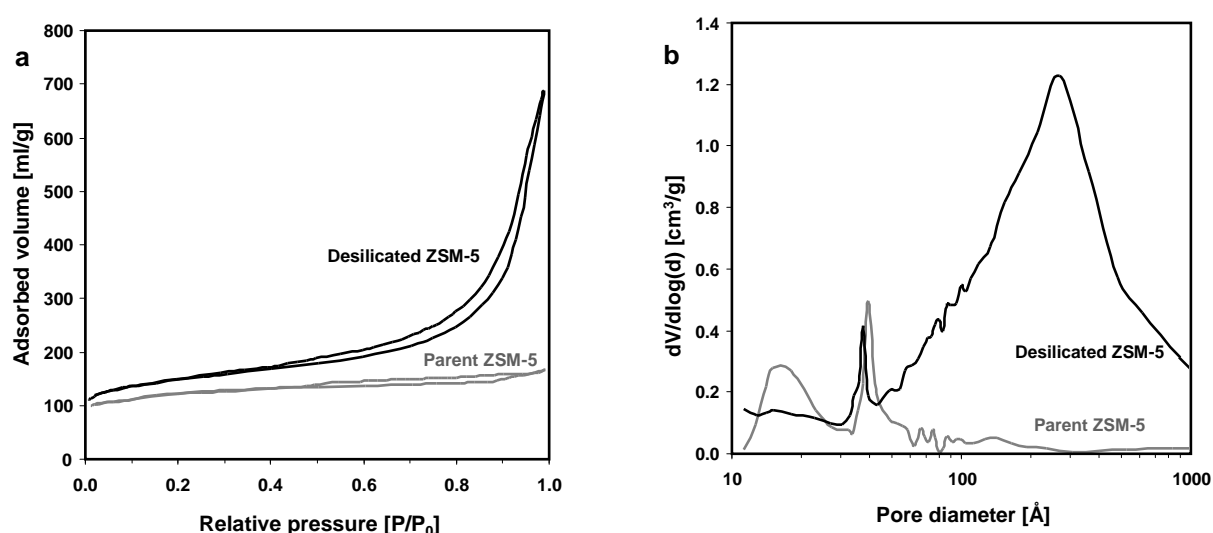 a
Adsorbed volume [ml/g]
800
700
600
500
400
300
200
100
0
Desilicated ZSM-5
Parent ZSM-5
0.0 0.2 0.4 0.6 0.8 1.0
Relative pressure [P/P₀]
b
dV/dlog(d) [cm³/g]
1.4
1.2
1.0
0.8
0.6
0.4
0.2
0.0
Desilicated ZSM-5
Parent ZSM-5
10 100 1000
Pore diameter [Å]